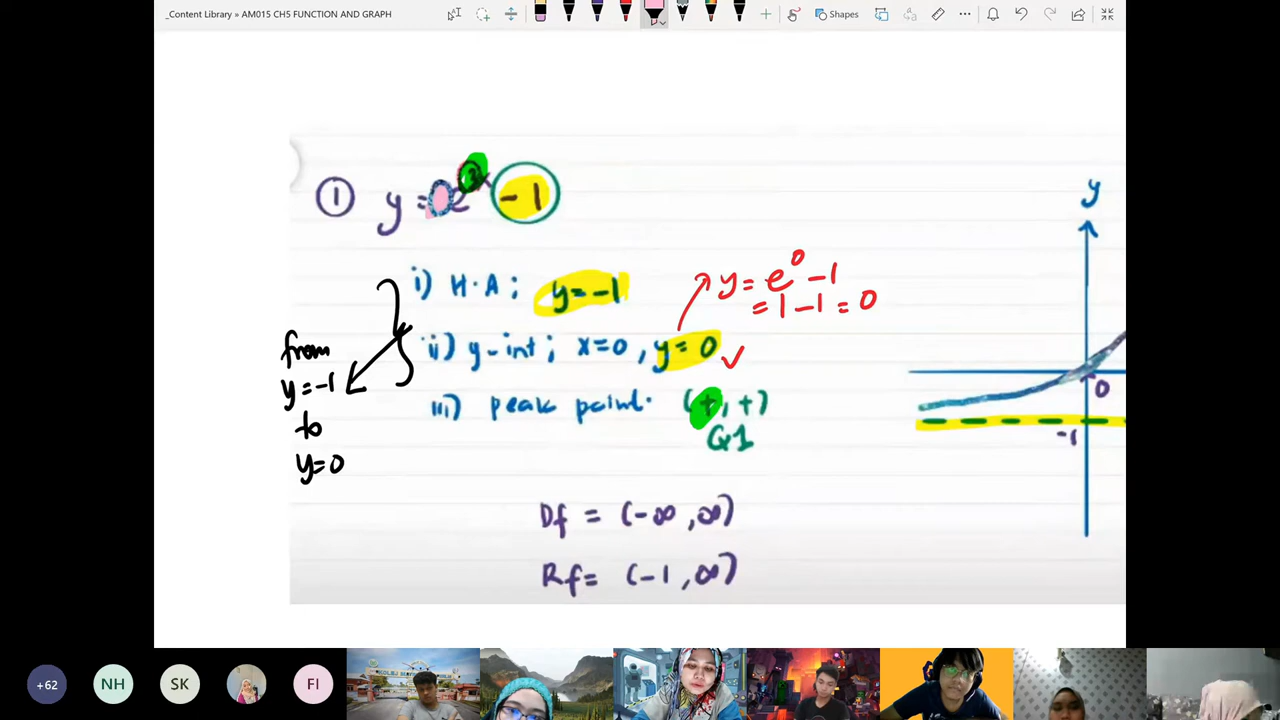 _Content Library » AM015 CH5 FUNCTION AND GRAPH
Shapes
① y = e -1
i) H.A; y=-1
y = e⁰ -1
= 1-1 = 0
ii) y-int; x=0, y=0 ✓
iii) peak point. (+, +)
Q1
from
y=-1
to
y=0
Df = (-∞, ∞)
Rf = (-1, ∞)
y
0
-1
+62
NH
SK
FI